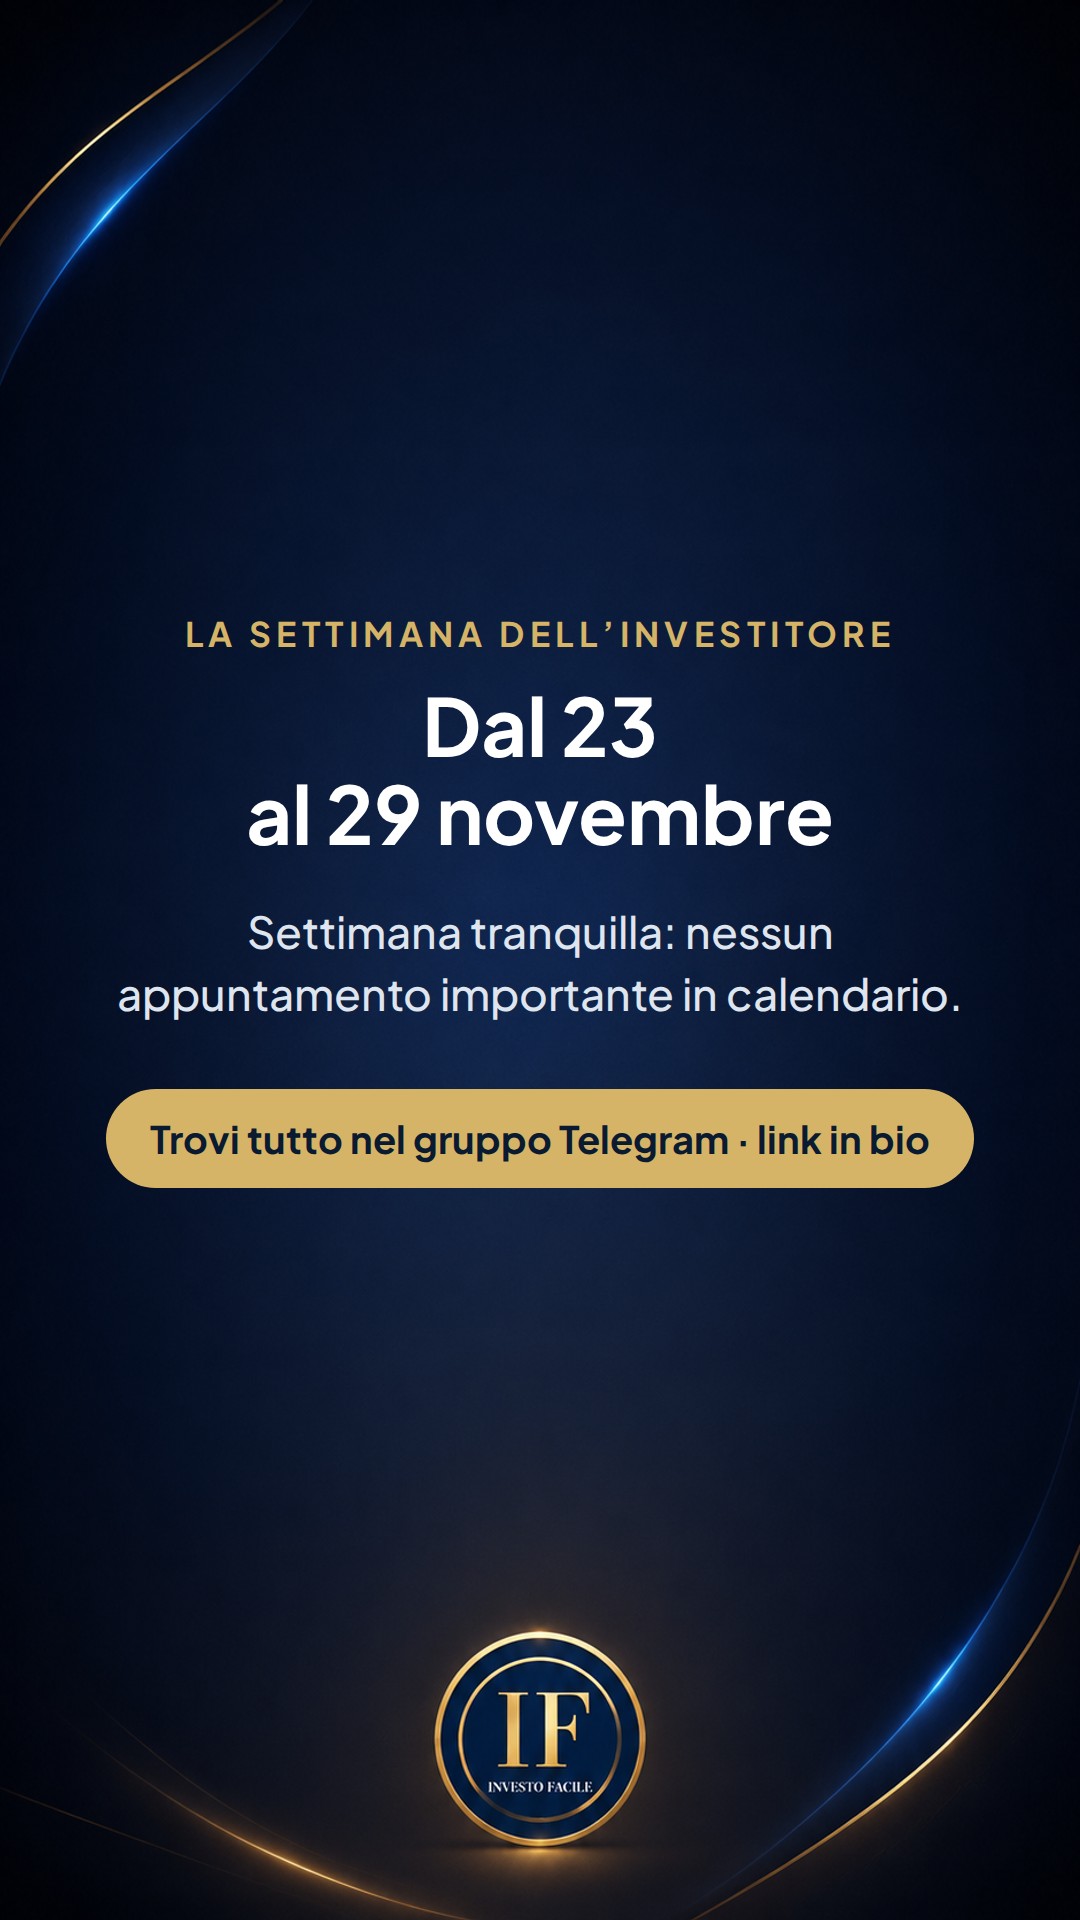 LA SETTIMANA DELL’INVESTITORE
Dal 23
al 29 novembre
Settimana tranquilla: nessun
appuntamento importante in calendario.
Trovi tutto nel gruppo Telegram · link in bio
IF
INVESTO FACILE